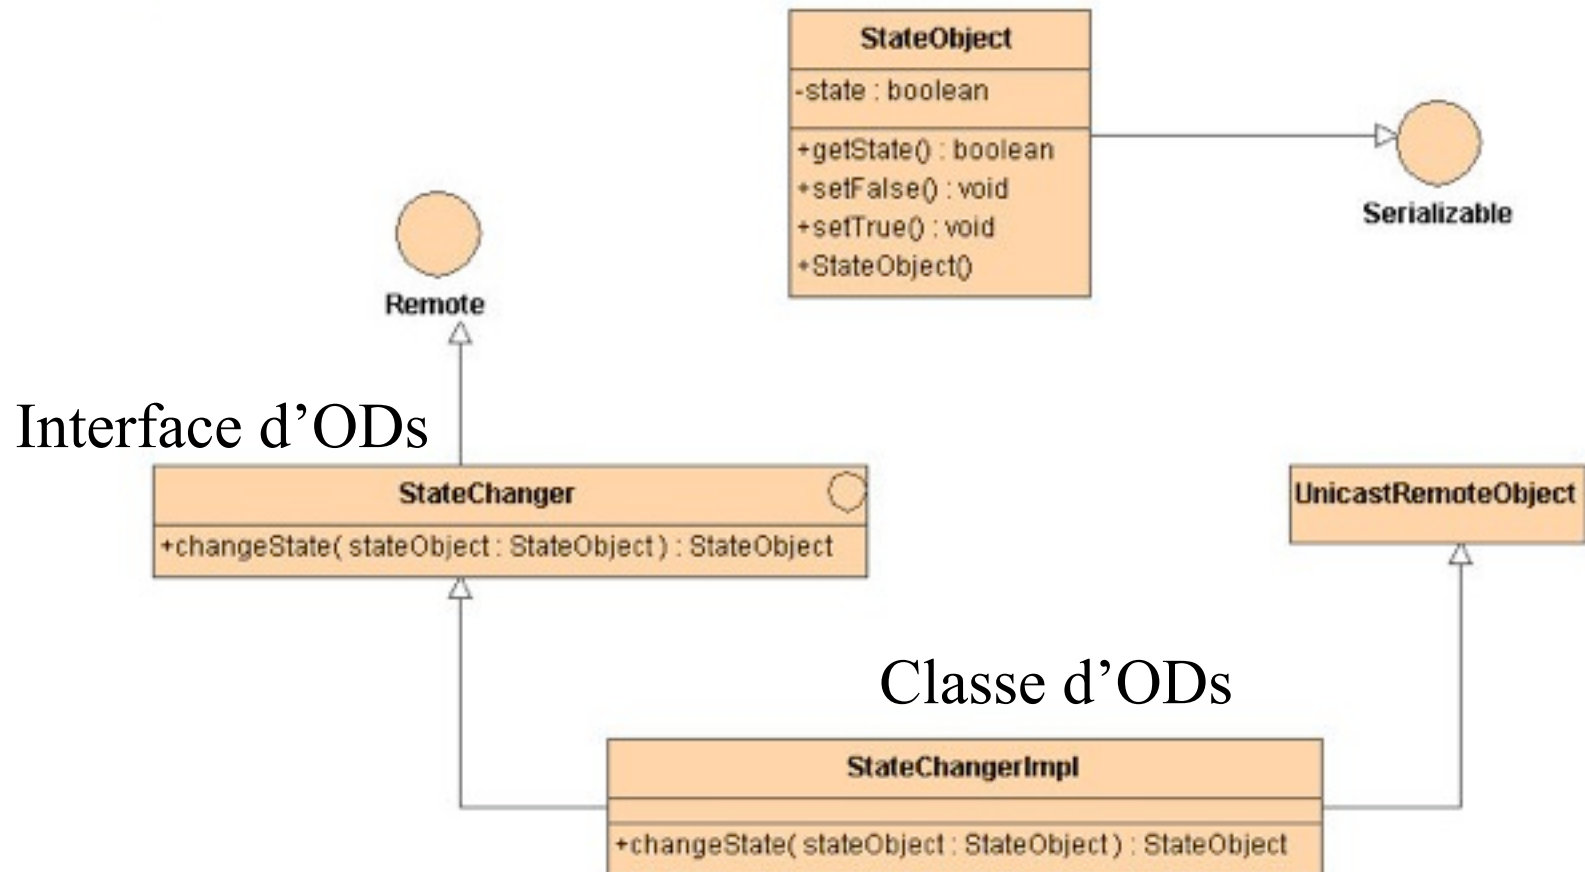 StateObject
-state : boolean
+getState() : boolean
+setFalse() : void
+setTrue() : void
+StateObject()
Serializable
Remote
Interface d’ODs
StateChanger
+changeState( stateObject : StateObject ) : StateObject
UnicastRemoteObject
Classe d’ODs
StateChangerImpl
+changeState( stateObject : StateObject ) : StateObject